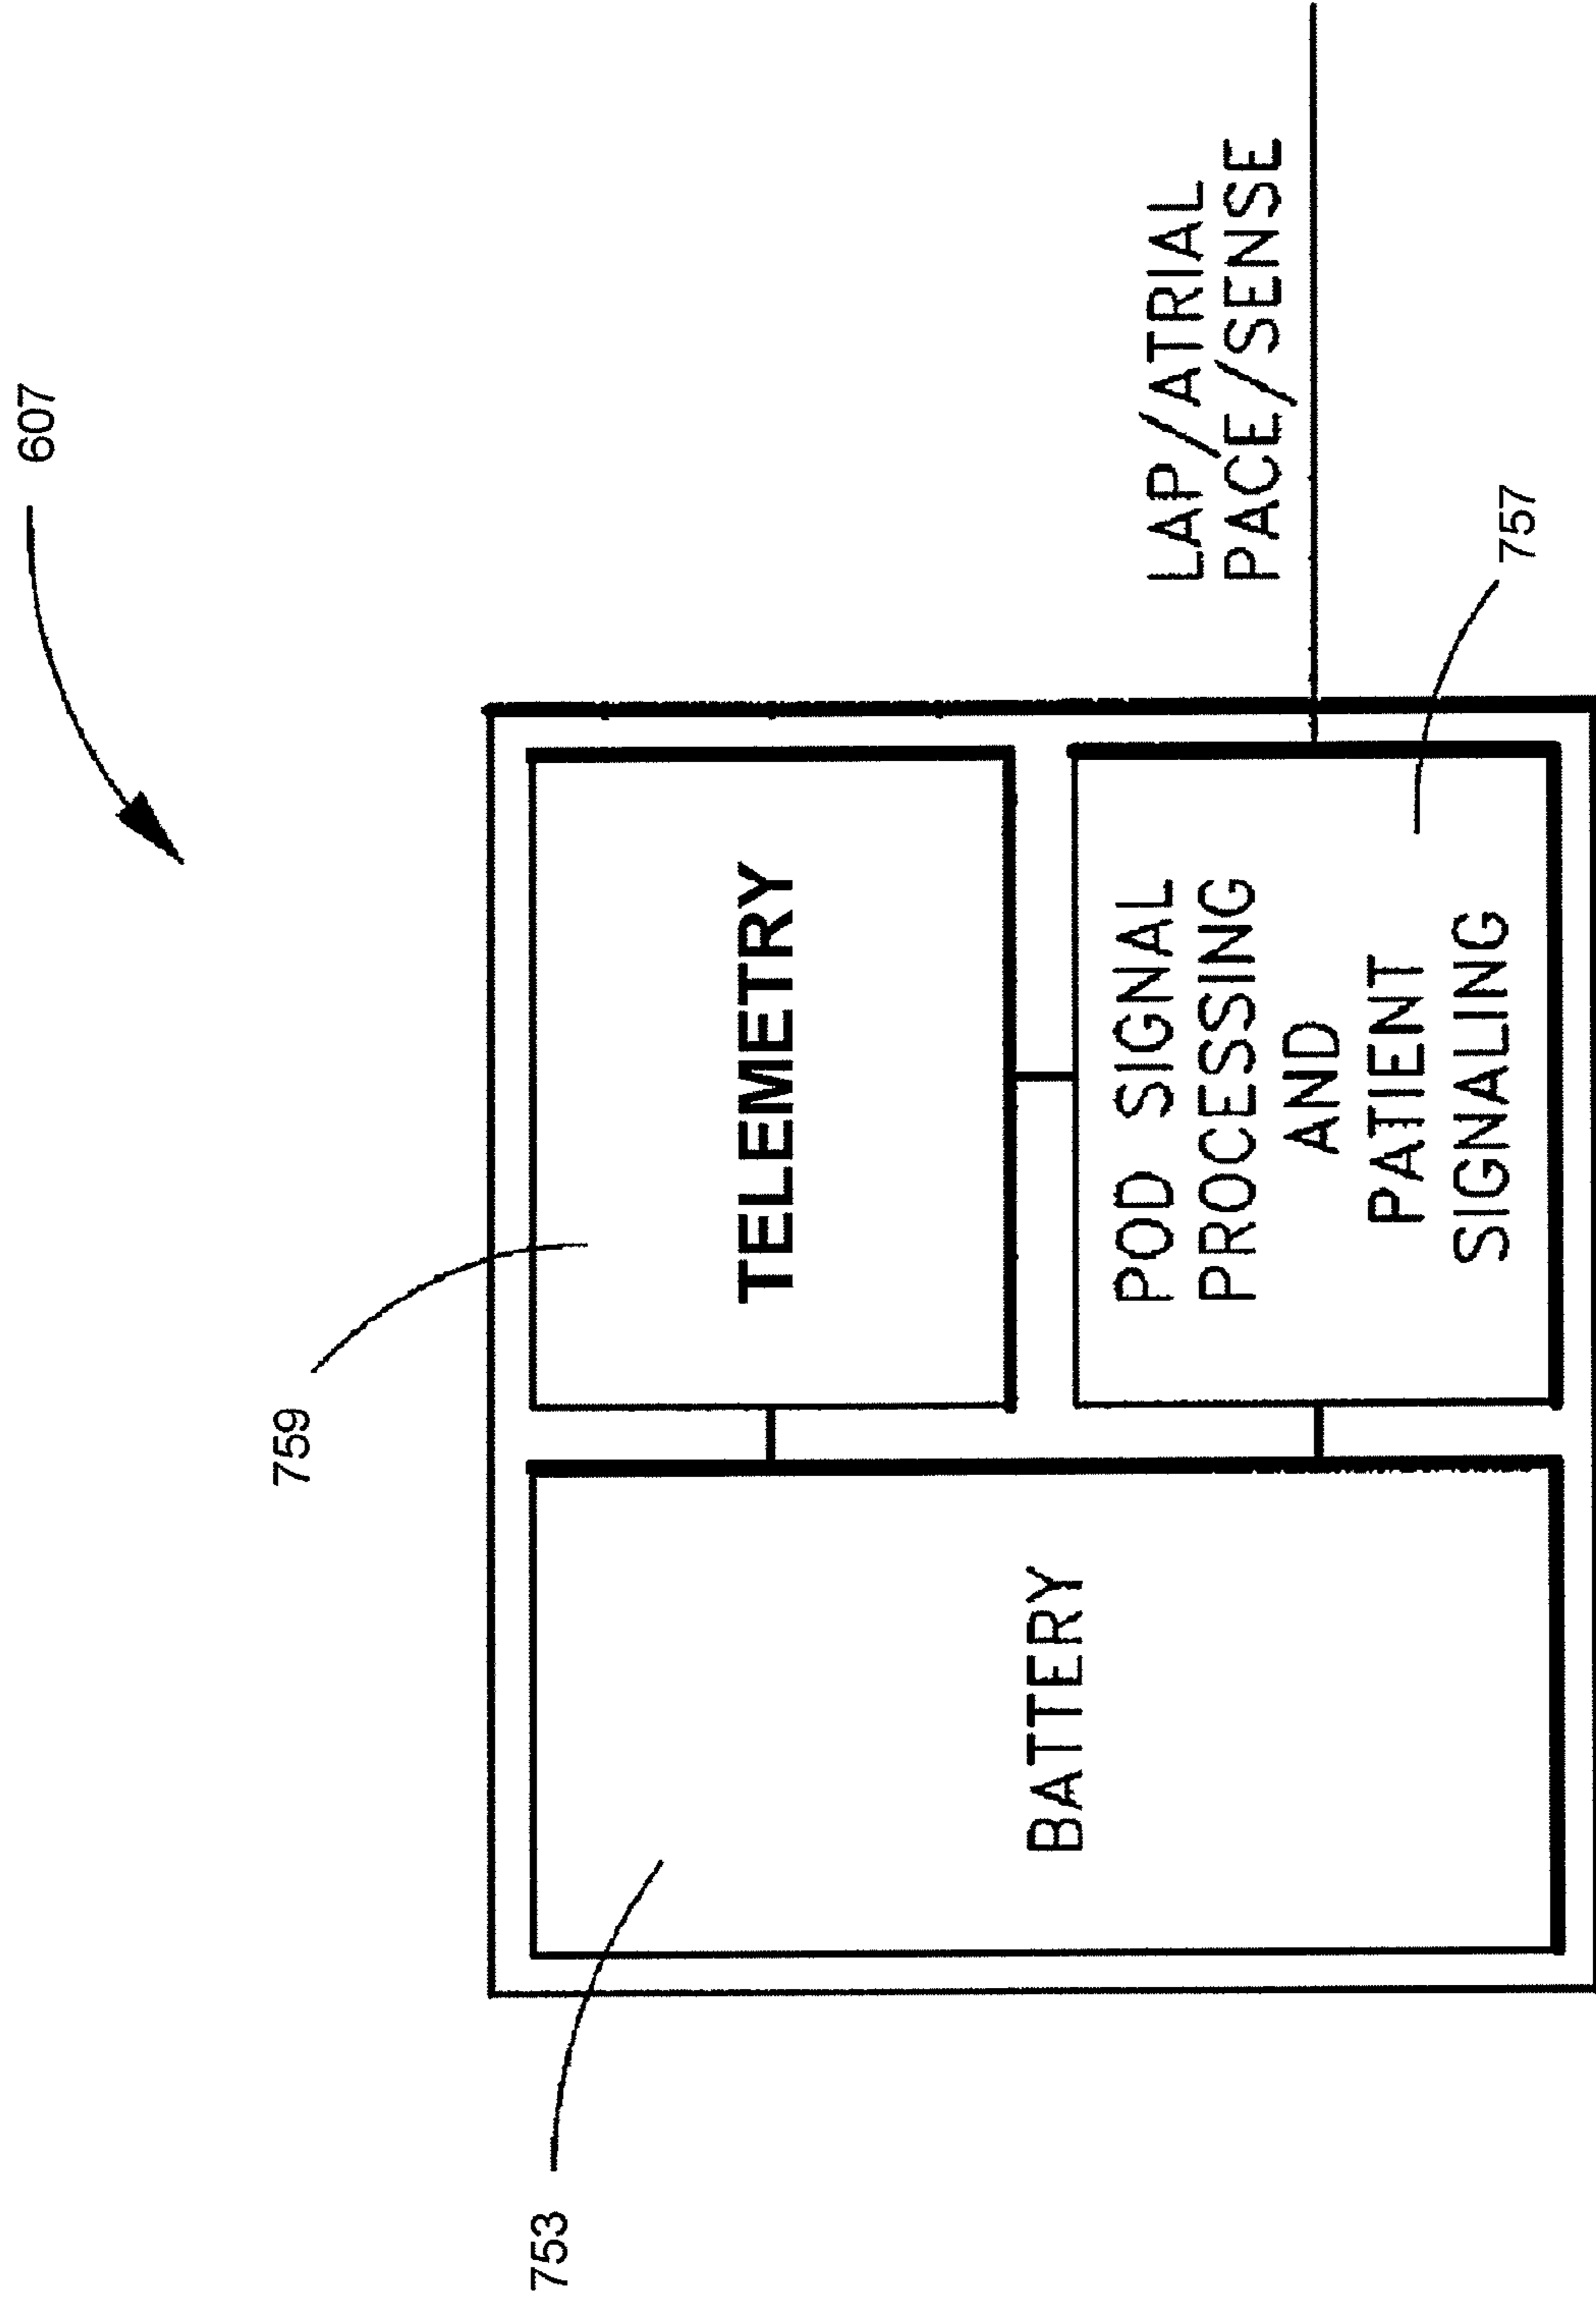 607
759
TELEMETRY
LAP/ATRIAL
PACE/SENSE
753
BATTERY
POD SIGNAL
PROCESSING
AND
PATIENT
SIGNALING
757